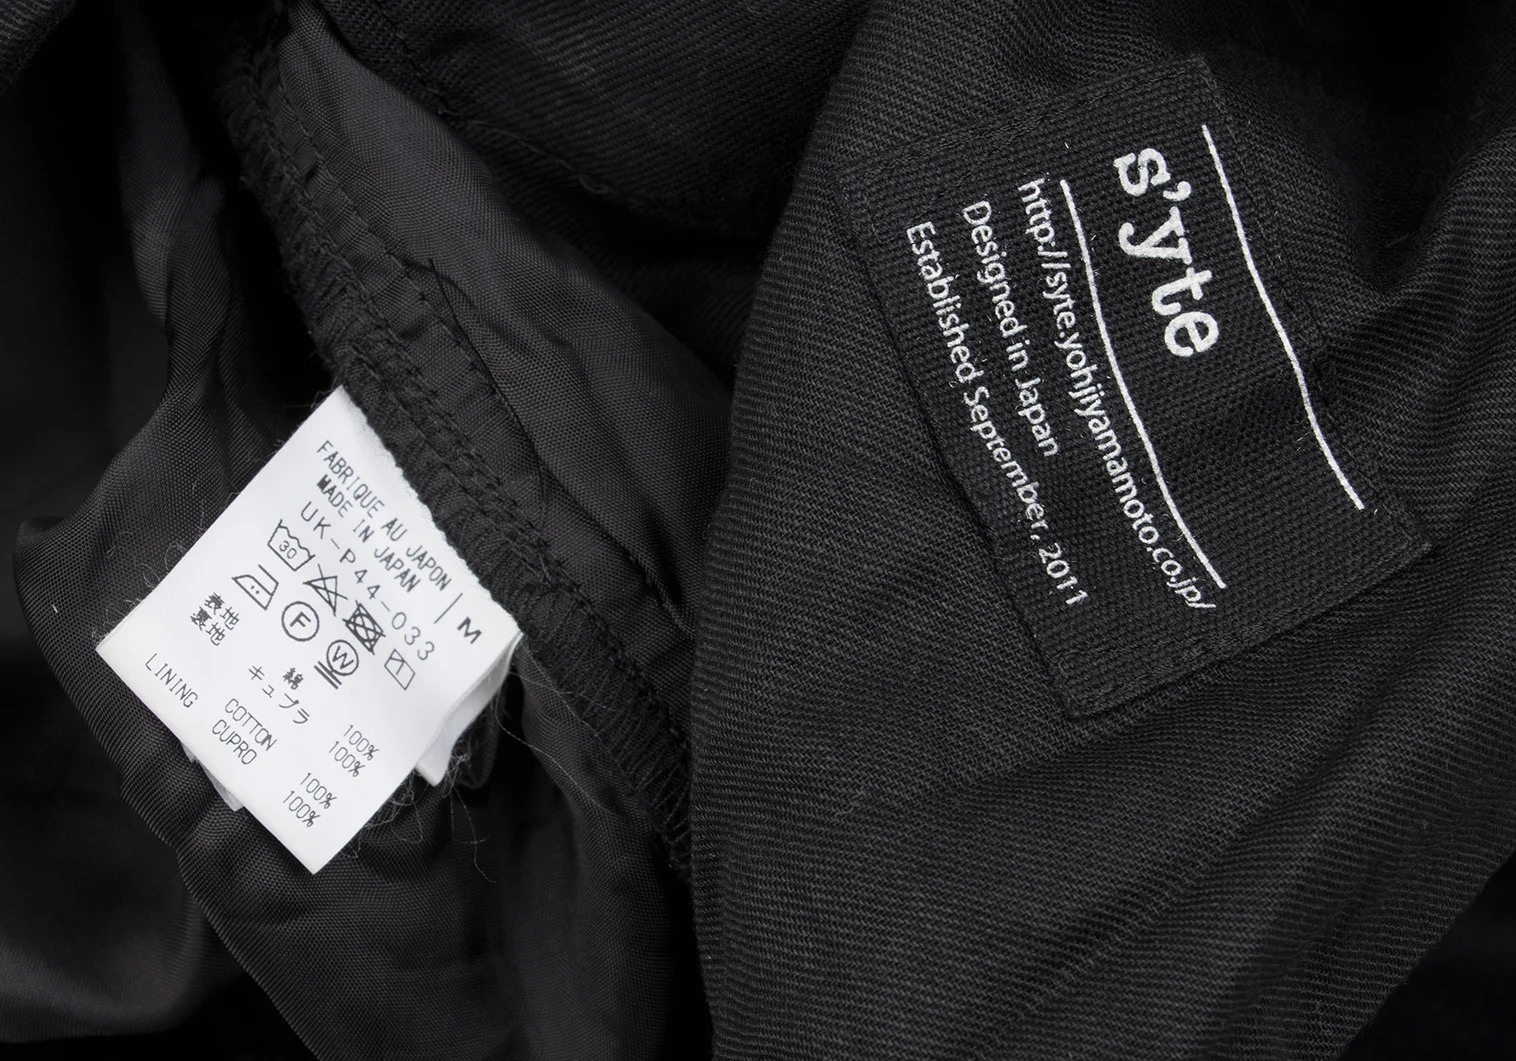 FABRIQUE AU JAPON
MADE IN JAPAN
M
UK-P44-033
30
F
W
表地 綿 100%
裏地 キュプラ 100%
COTTON 100%
LINING CUPRO 100%
s'yte
http://syte.yohjiyamamoto.co.jp/
Designed in Japan
Established September, 2011